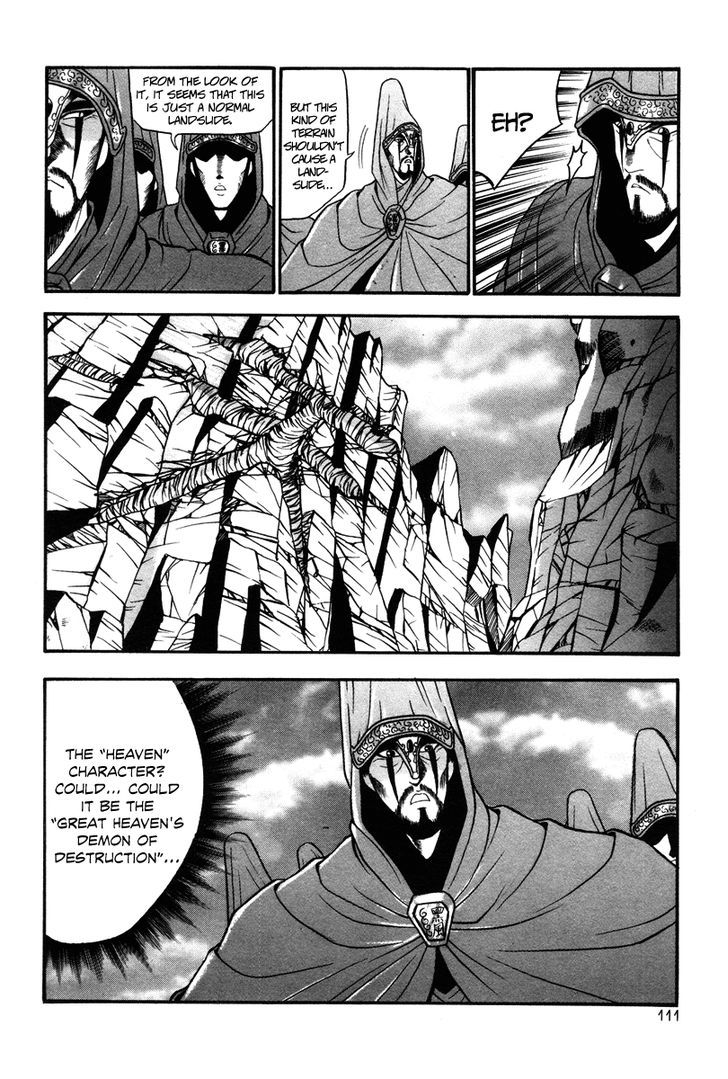 FROM THE LOOK OF
IT, IT SEEMS THAT THIS
IS JUST A NORMAL
LANDSLIDE.
BUT THIS
KIND OF
TERRAIN
SHOULDN'T
CAUSE A
LAND-
SLIDE...
EH?
THE "HEAVEN"
CHARACTER?
COULD... COULD
IT BE THE
"GREAT HEAVEN'S
DEMON OF
DESTRUCTION"...
111